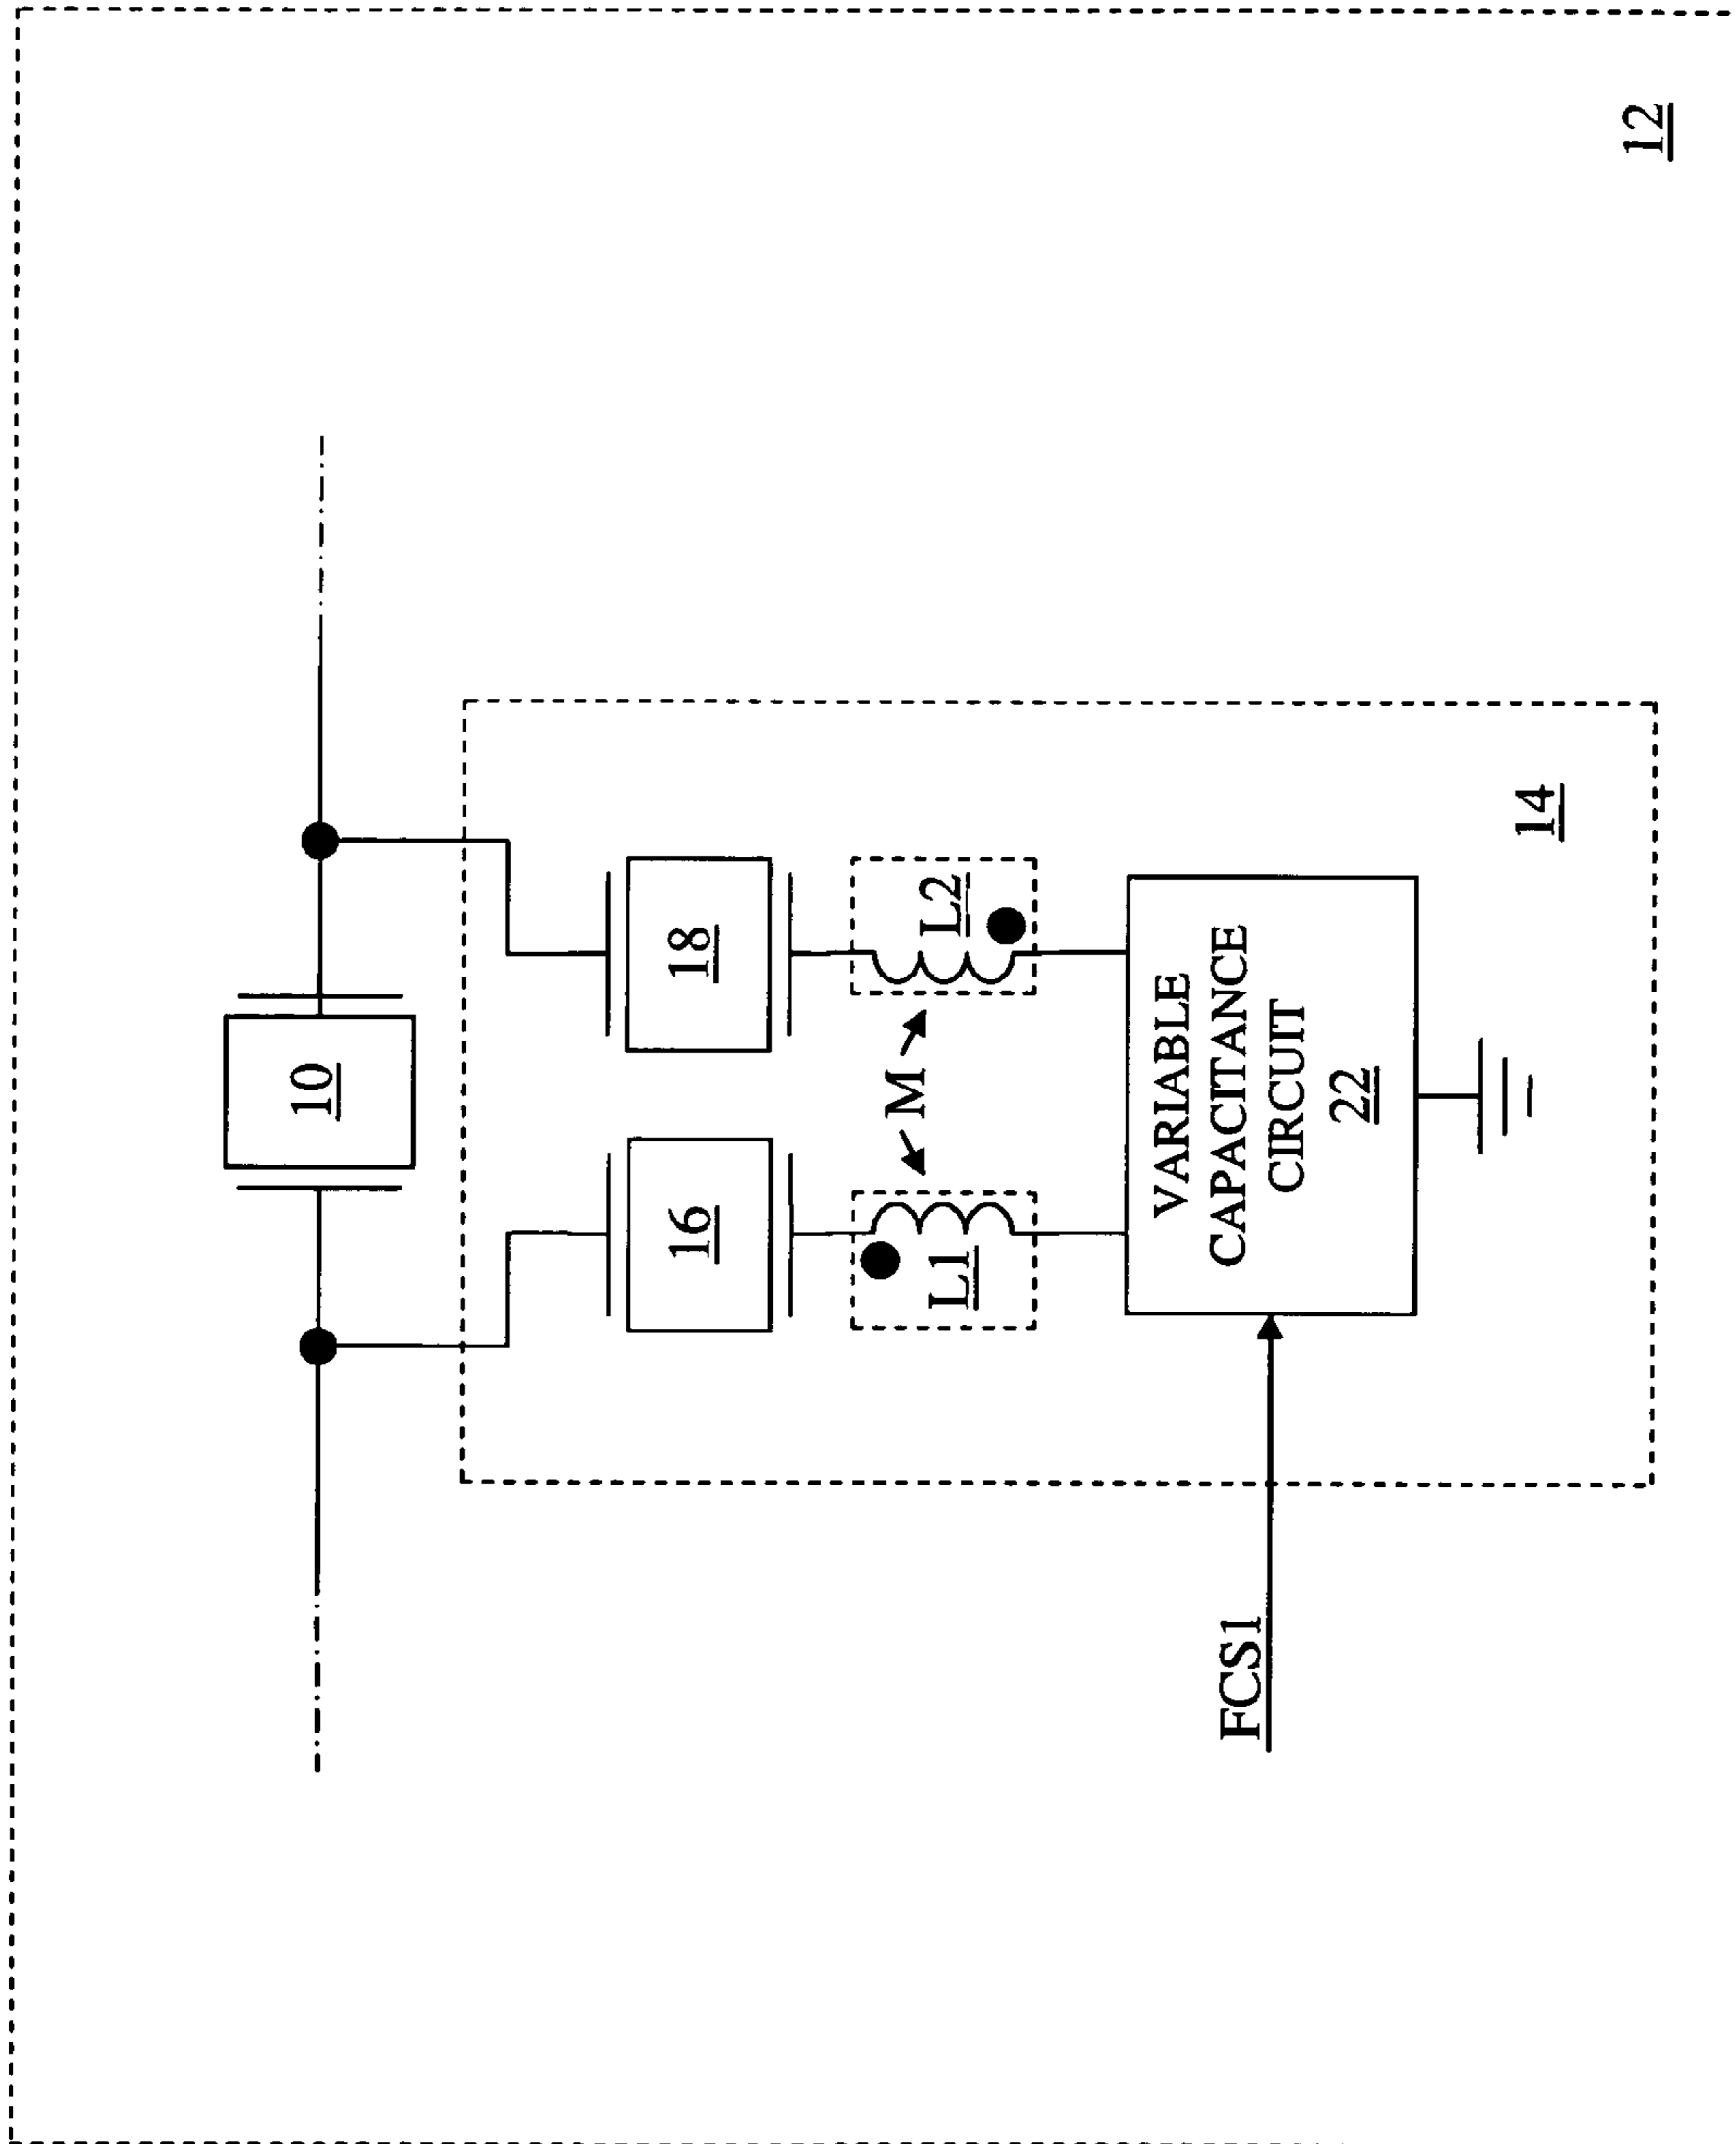 10
16
18
M
L1
L2
VARIABLE
CAPACITANCE
CIRCUIT
22
FCS1
14
12